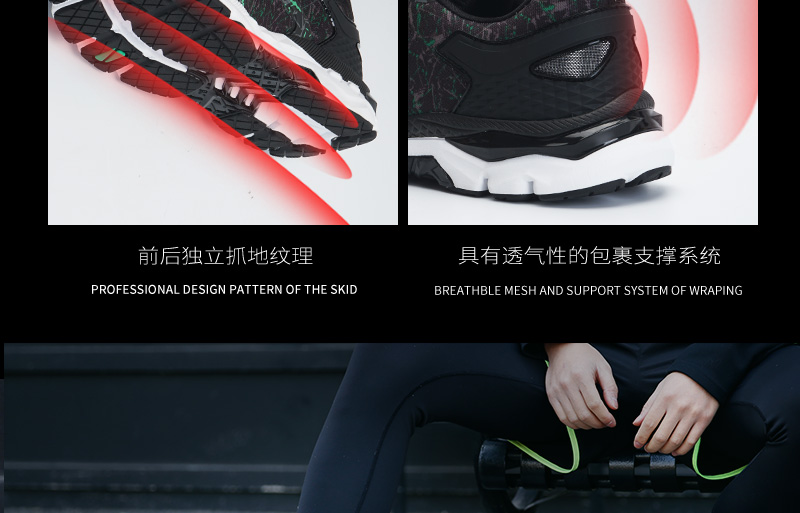 前后独立抓地纹理
PROFESSIONAL DESIGN PATTERN OF THE SKID
具有透气性的包裹支撑系统
BREATHBLE MESH AND SUPPORT SYSTEM OF WRAPING